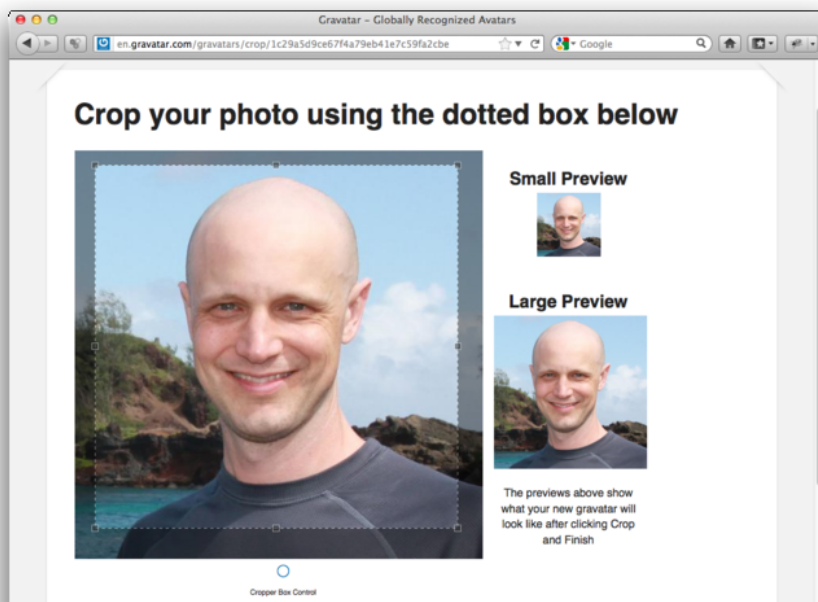 Gravatar - Globally Recognized Avatars
en.gravatar.com/gravatars/crop/1c29a5d9ce67f4a79eb41e7c59fa2cbe
Google
Crop your photo using the dotted box below
Small Preview
Large Preview
The previews above show
what your new gravatar will
look like after clicking Crop
and Finish
Cropper Box Control